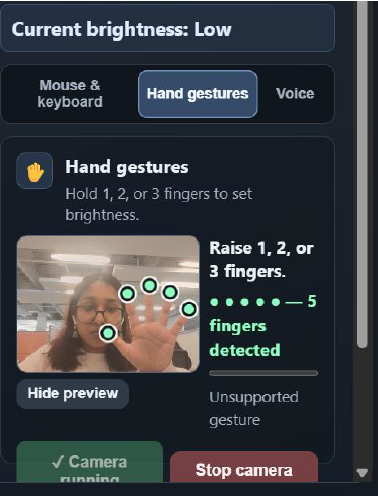 Current brightness: Low
Mouse &
keyboard
Hand gestures
Voice
Hand gestures
Hold 1, 2, or 3 fingers to set
brightness.
Raise 1, 2, or
3 fingers.
● ● ● ● ● — 5
fingers
detected
Hide preview
Unsupported
gesture
✓ Camera
running
Stop camera